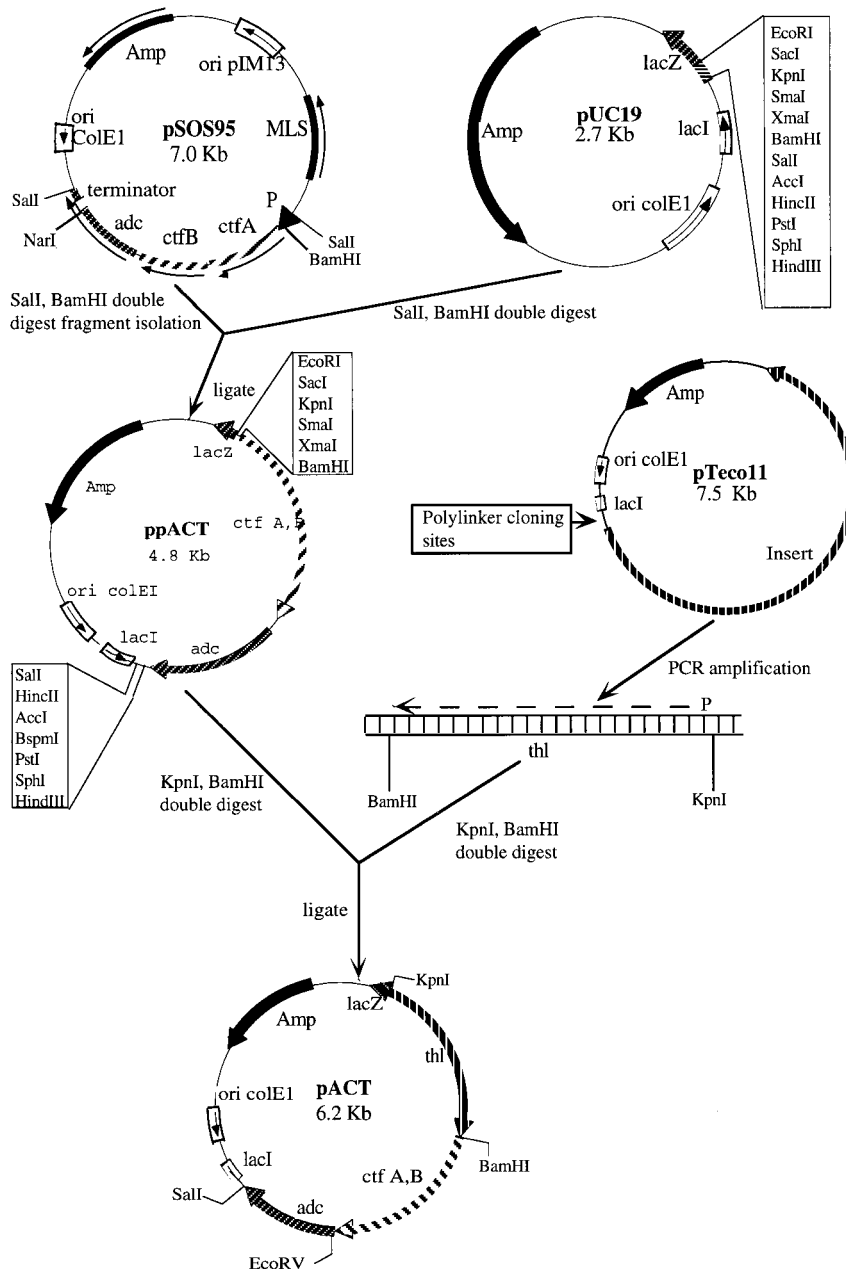 Amp
ori pIM13
ori
ColE1
pSOS95
7.0 Kb
MLS
SalI
terminator
NarI
adc
ctfB
ctfA
P
SalI
BamHI
lacZ
Amp
pUC19
2.7 Kb
lacI
ori colE1
EcoRI
SacI
KpnI
SmaI
XmaI
BamHI
SalI
AccI
HincII
PstI
SphI
HindIII
SalI, BamHI double
digest fragment isolation
SalI, BamHI double digest
ligate
EcoRI
SacI
KpnI
SmaI
XmaI
BamHI
lacZ
Amp
ppACT
4.8 Kb
ctf A,B
ori colEI
lacI
adc
SalI
HincII
AccI
BspmI
PstI
SphI
HindIII
Amp
ori colE1
pTeco11
7.5 Kb
lacI
Polylinker cloning
sites
Insert
PCR amplification
P
thl
BamHI
KpnI
KpnI, BamHI
double digest
KpnI, BamHI
double digest
ligate
KpnI
lacZ
Amp
thl
ori colE1
pACT
6.2 Kb
BamHI
lacI
ctf A,B
SalI
adc
EcoRV